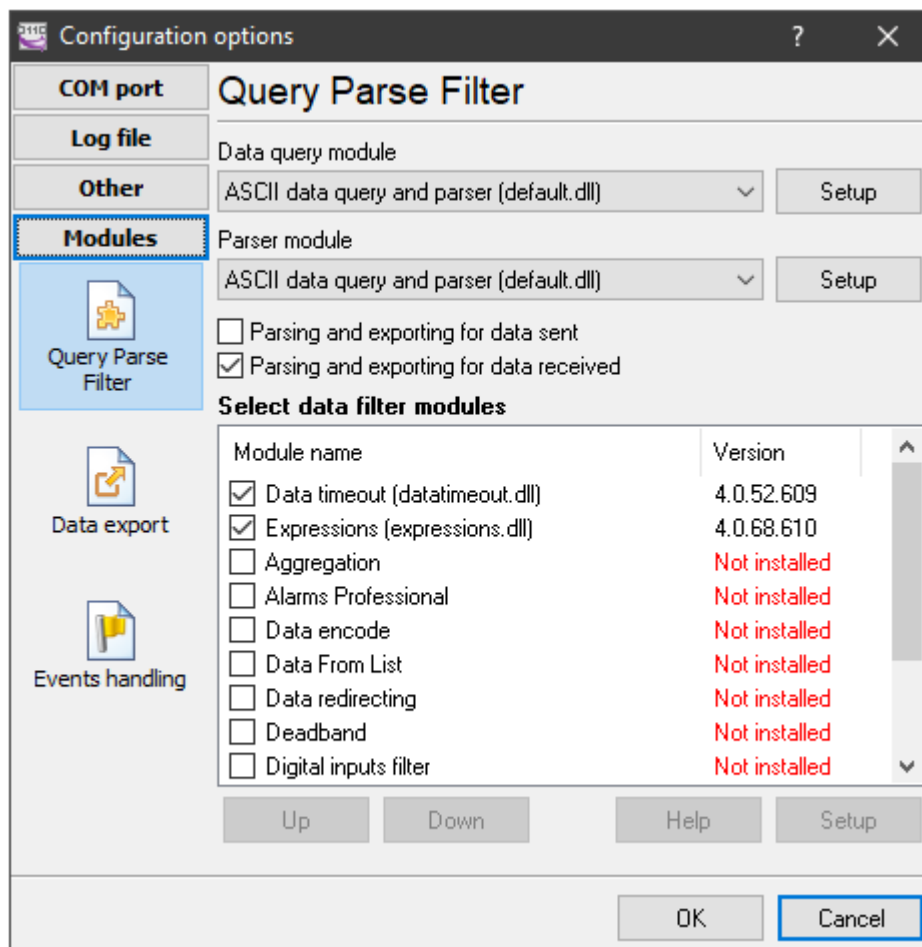 Configuration options
COM port
Log file
Other
Modules
Query Parse
Filter
Data export
Events handling
Query Parse Filter
Data query module
ASCII data query and parser (default.dll) Setup
Parser module
ASCII data query and parser (default.dll) Setup
Parsing and exporting for data sent
Parsing and exporting for data received
Select data filter modules
Module name Version
Data timeout (datatimeout.dll) 4.0.52.609
Expressions (expressions.dll) 4.0.68.610
Aggregation Not installed
Alarms Professional Not installed
Data encode Not installed
Data From List Not installed
Data redirecting Not installed
Deadband Not installed
Digital inputs filter Not installed
Up Down Help Setup
OK Cancel